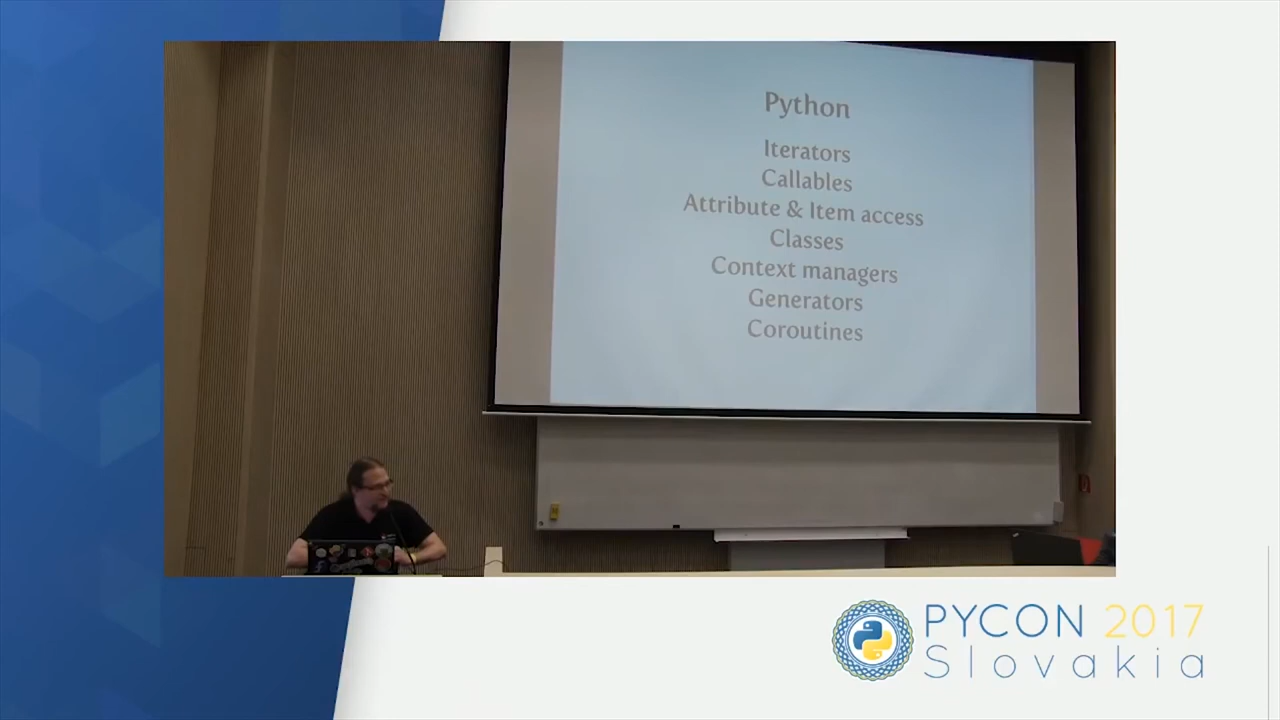 Python
Iterators
Callables
Attribute & Item access
Classes
Context managers
Generators
Coroutines
PYCON 2017
Slovakia